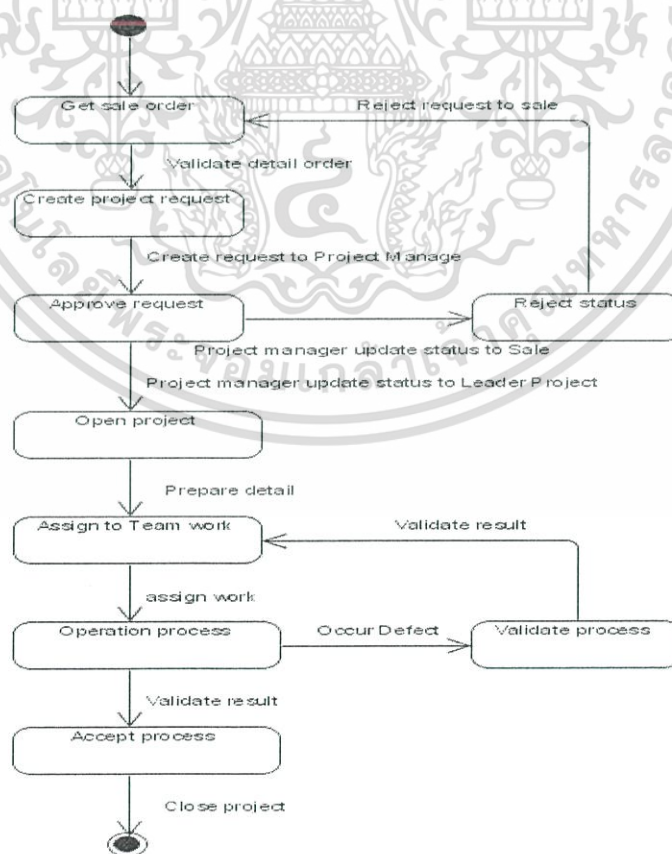 Get sale order
Reject request to sale
Validate detail order
Create project request
Create request to Project Manage
Approve request
Reject status
Project manager update status to Sale
Project manager update status to Leader Project
Open project
Prepare detail
Assign to Team work
Validate result
assign work
Operation process
Occur Defect
Validate process
Validate result
Accept process
Close project